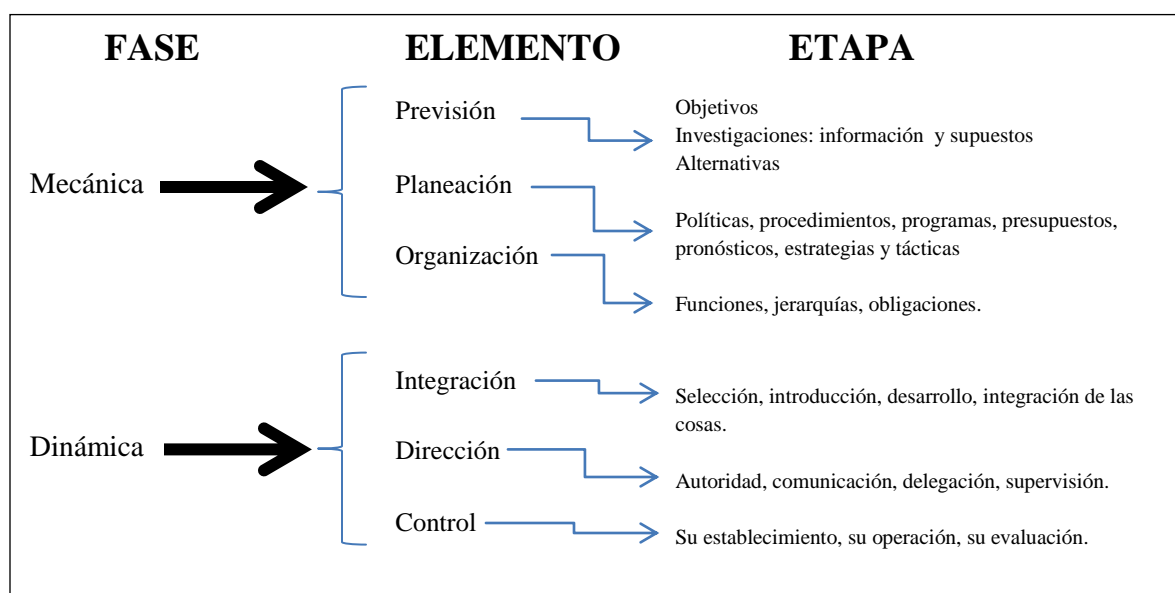 FASE ELEMENTO ETAPA
Mecánica
Previsión
Objetivos
Investigaciones: información y supuestos
Alternativas
Planeación
Políticas, procedimientos, programas, presupuestos,
pronósticos, estrategias y tácticas
Organización
Funciones, jerarquías, obligaciones.
Dinámica
Integración
Selección, introducción, desarrollo, integración de las
cosas.
Dirección
Autoridad, comunicación, delegación, supervisión.
Control
Su establecimiento, su operación, su evaluación.